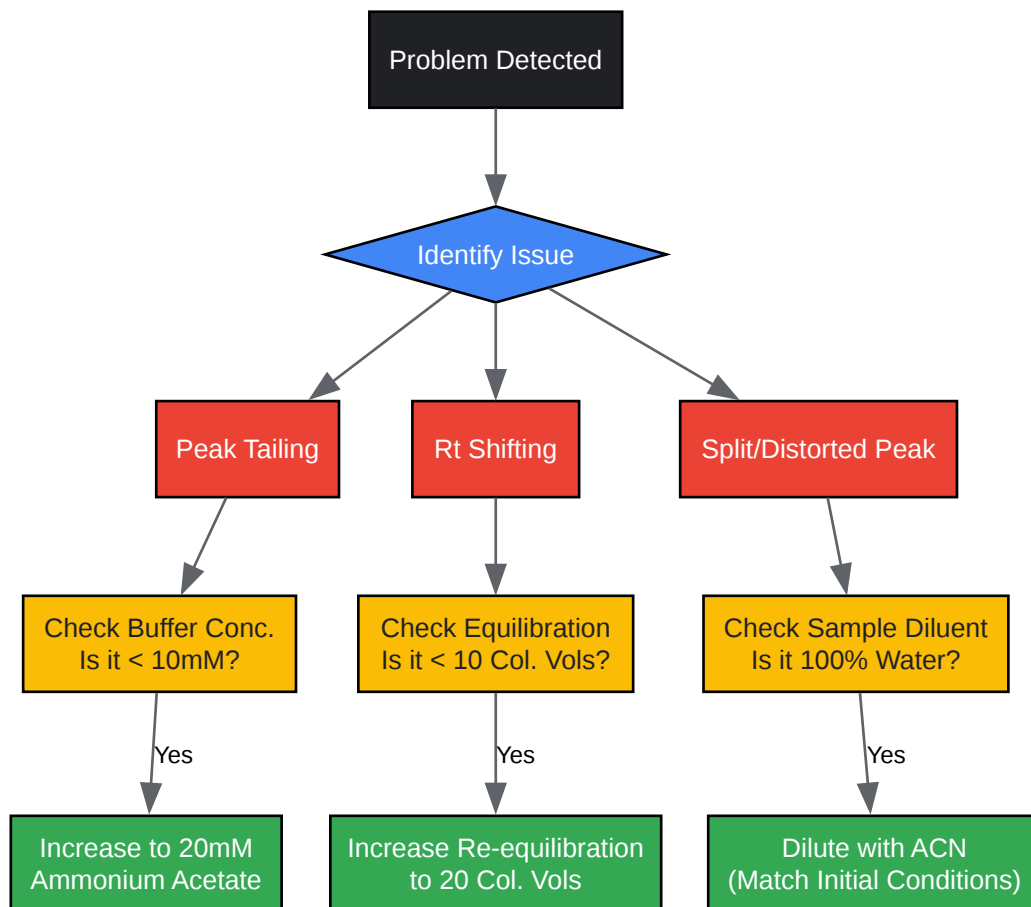 Problem Detected
Identify Issue
Peak Tailing
Rt Shifting
Split/Distorted Peak
Check Buffer Conc.
Is it < 10mM?
Check Equilibration
Is it < 10 Col. Vols?
Check Sample Diluent
Is it 100% Water?
Yes
Yes
Yes
Increase to 20mM
Ammonium Acetate
Increase Re-equilibration
to 20 Col. Vols
Dilute with ACN
(Match Initial Conditions)